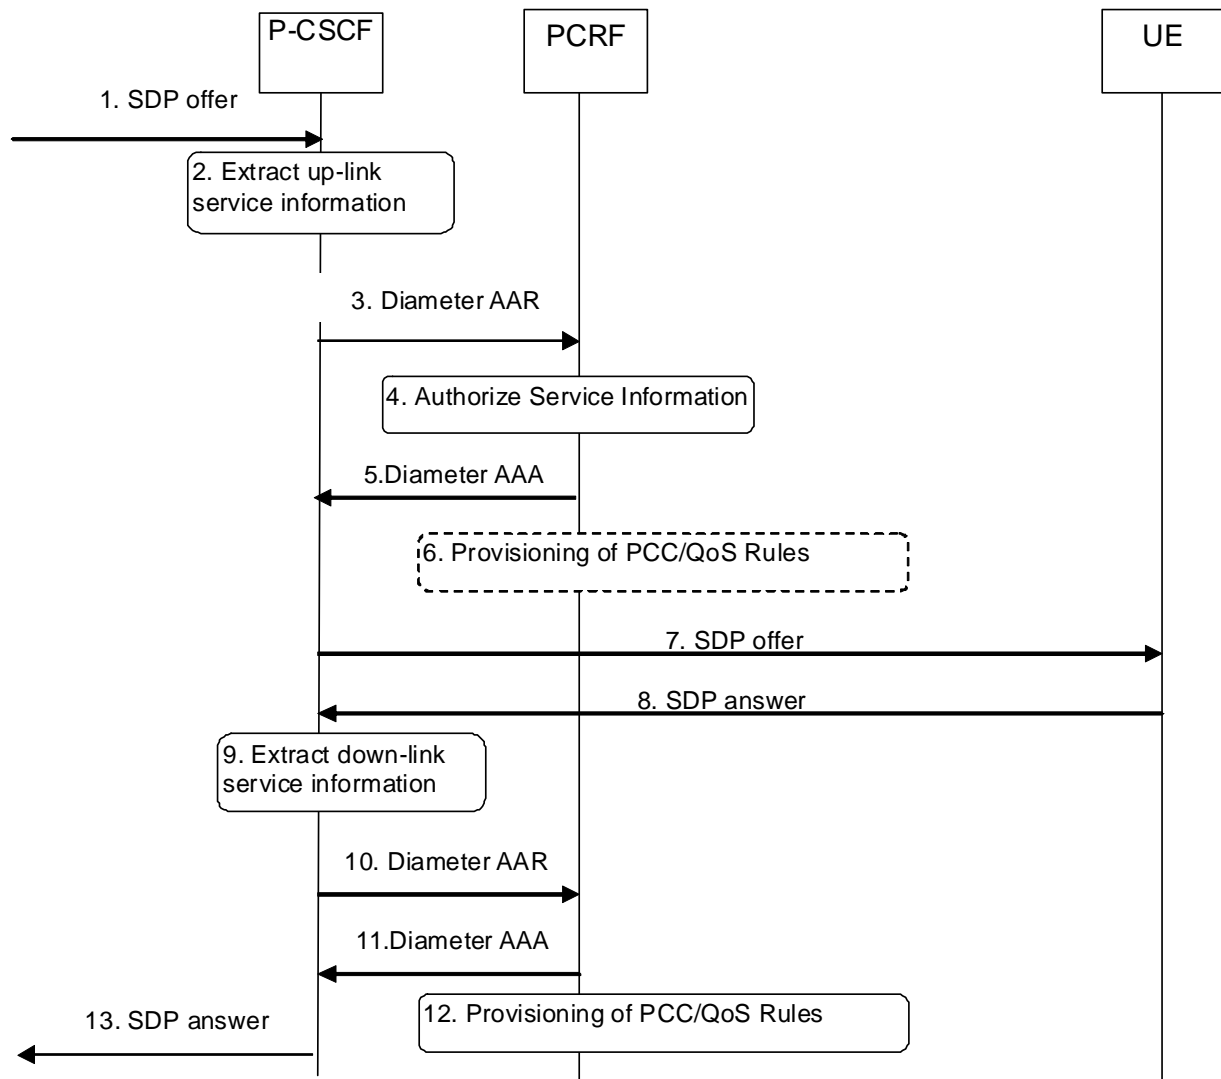 P-CSCF
PCRF
UE
1. SDP offer
2. Extract up-link
service information
3. Diameter AAR
4. Authorize Service Information
5.Diameter AAA
6. Provisioning of PCC/QoS Rules
7. SDP offer
8. SDP answer
9. Extract down-link
service information
10. Diameter AAR
11.Diameter AAA
12. Provisioning of PCC/QoS Rules
13. SDP answer